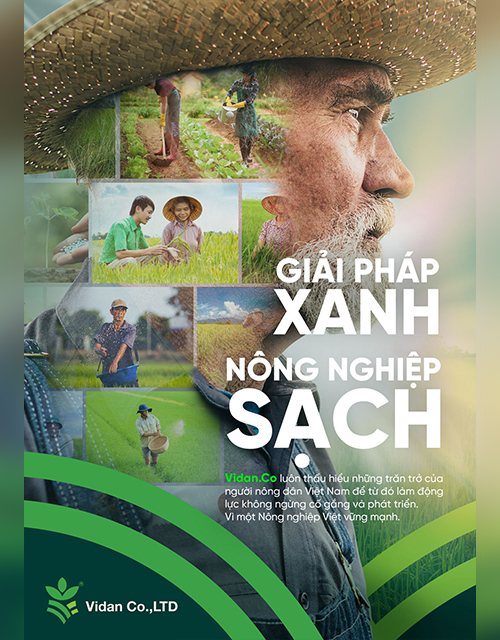 GIẢI PHÁP
XANH
NÔNG NGHIỆP
SẠCH
Vidan.Co luôn thấu hiểu những trăn trở của
người nông dân Việt Nam để từ đó làm động
lực không ngừng cố gắng và phát triển.
Vì một Nông nghiệp Việt vững mạnh.
Vidan Co.,LTD